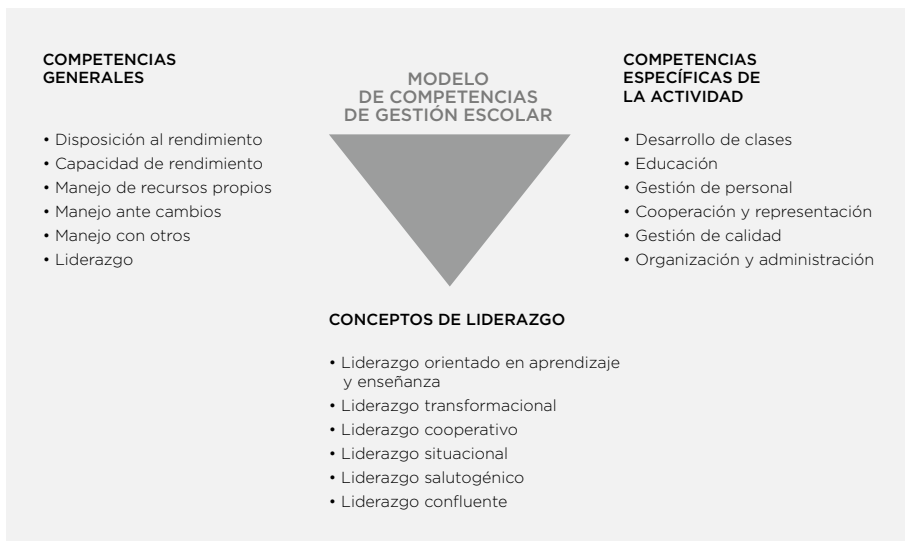 COMPETENCIAS
GENERALES
• Disposición al rendimiento
• Capacidad de rendimiento
• Manejo de recursos propios
• Manejo ante cambios
• Manejo con otros
• Liderazgo
MODELO
DE COMPETENCIAS
DE GESTIÓN ESCOLAR
COMPETENCIAS
ESPECÍFICAS DE
LA ACTIVIDAD
• Desarrollo de clases
• Educación
• Gestión de personal
• Cooperación y representación
• Gestión de calidad
• Organización y administración
CONCEPTOS DE LIDERAZGO
• Liderazgo orientado en aprendizaje
y enseñanza
• Liderazgo transformacional
• Liderazgo cooperativo
• Liderazgo situacional
• Liderazgo salutogénico
• Liderazgo confluente